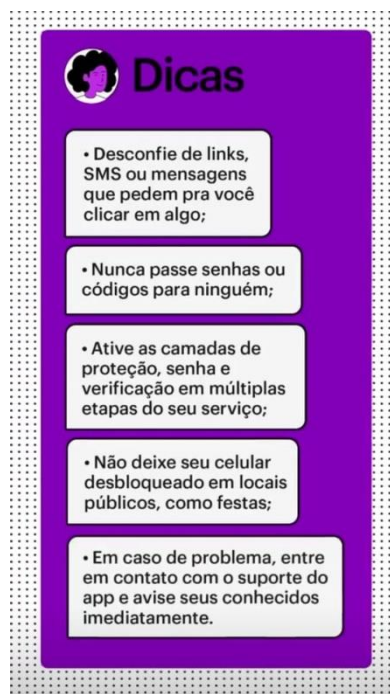 Dicas
• Desconfie de links,
SMS ou mensagens
que pedem pra você
clicar em algo;
• Nunca passe senhas ou
códigos para ninguém;
• Ative as camadas de
proteção, senha e
verificação em múltiplas
etapas do seu serviço;
• Não deixe seu celular
desbloqueado em locais
públicos, como festas;
• Em caso de problema, entre
em contato com o suporte do
app e avise seus conhecidos
imediatamente.